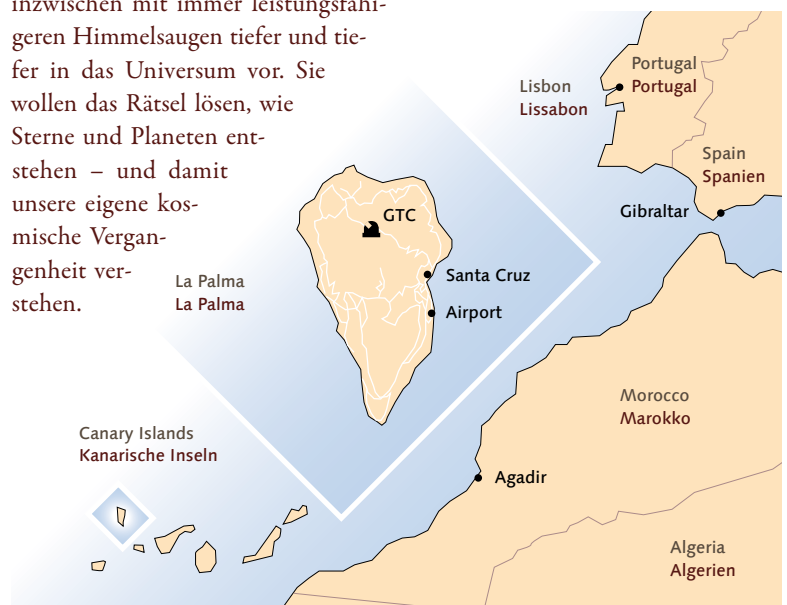 inzwischen mit immer leistungsfähi-
geren Himmelsaugen tiefer und tie-
fer in das Universum vor. Sie
wollen das Rätsel lösen, wie
Sterne und Planeten ent-
stehen – und damit
unsere eigene kos-
mische Vergan-
genheit ver-
stehen.
Portugal
Portugal
Lisbon
Lissabon
Spain
Spanien
Gibraltar
GTC
Santa Cruz
Airport
La Palma
La Palma
Morocco
Marokko
Canary Islands
Kanarische Inseln
Agadir
Algeria
Algerien